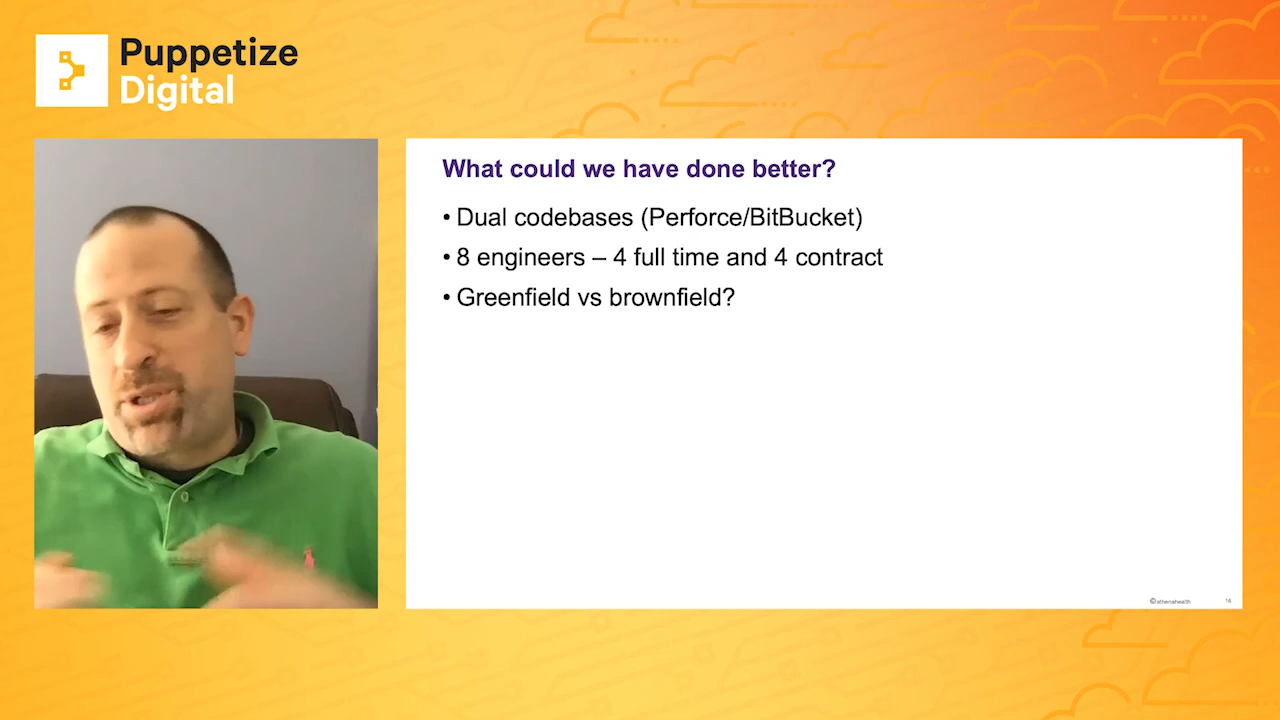 Puppetize
Digital
What could we have done better?
• Dual codebases (Perforce/BitBucket)
• 8 engineers – 4 full time and 4 contract
• Greenfield vs brownfield?
©athenahealth
16